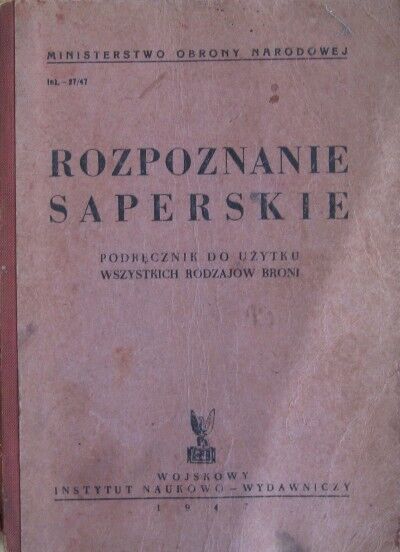 MINISTERSTWO OBRONY NARODOWEJ
Inż. - 27/47
ROZPOZNANIE
SAPERSKIE
PODRĘCZNIK DO UŻYTKU
WSZYSTKICH RODZAJÓW BRONI
WOJSKOWY
INSTYTUT NAUKOWO-WYDAWNICZY